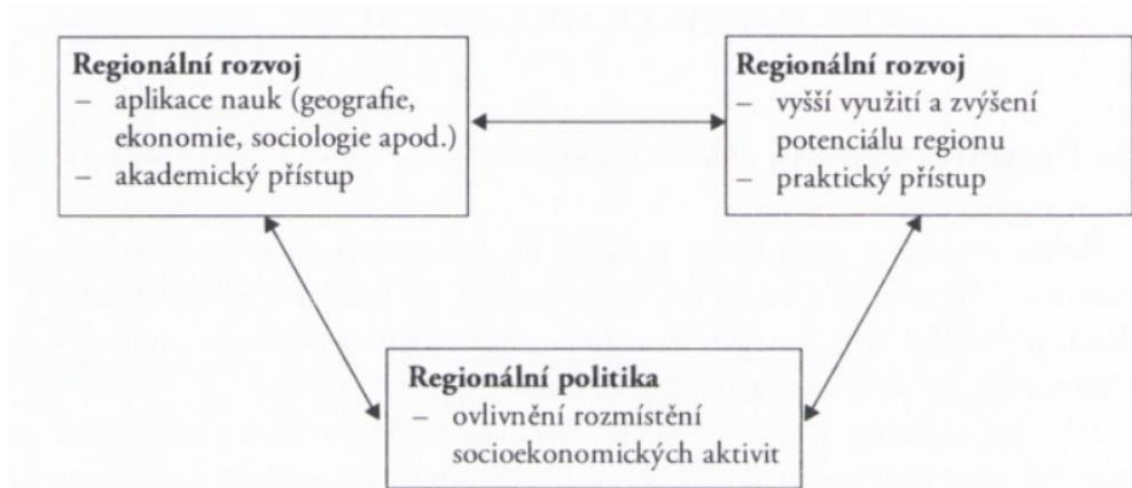 Regionální rozvoj
– aplikace nauk (geografie,
ekonomie, sociologie apod.)
– akademický přístup
Regionální rozvoj
– vyšší využití a zvýšení
potenciálu regionu
– praktický přístup
Regionální politika
– ovlivnění rozmístění
socioekonomických aktivit